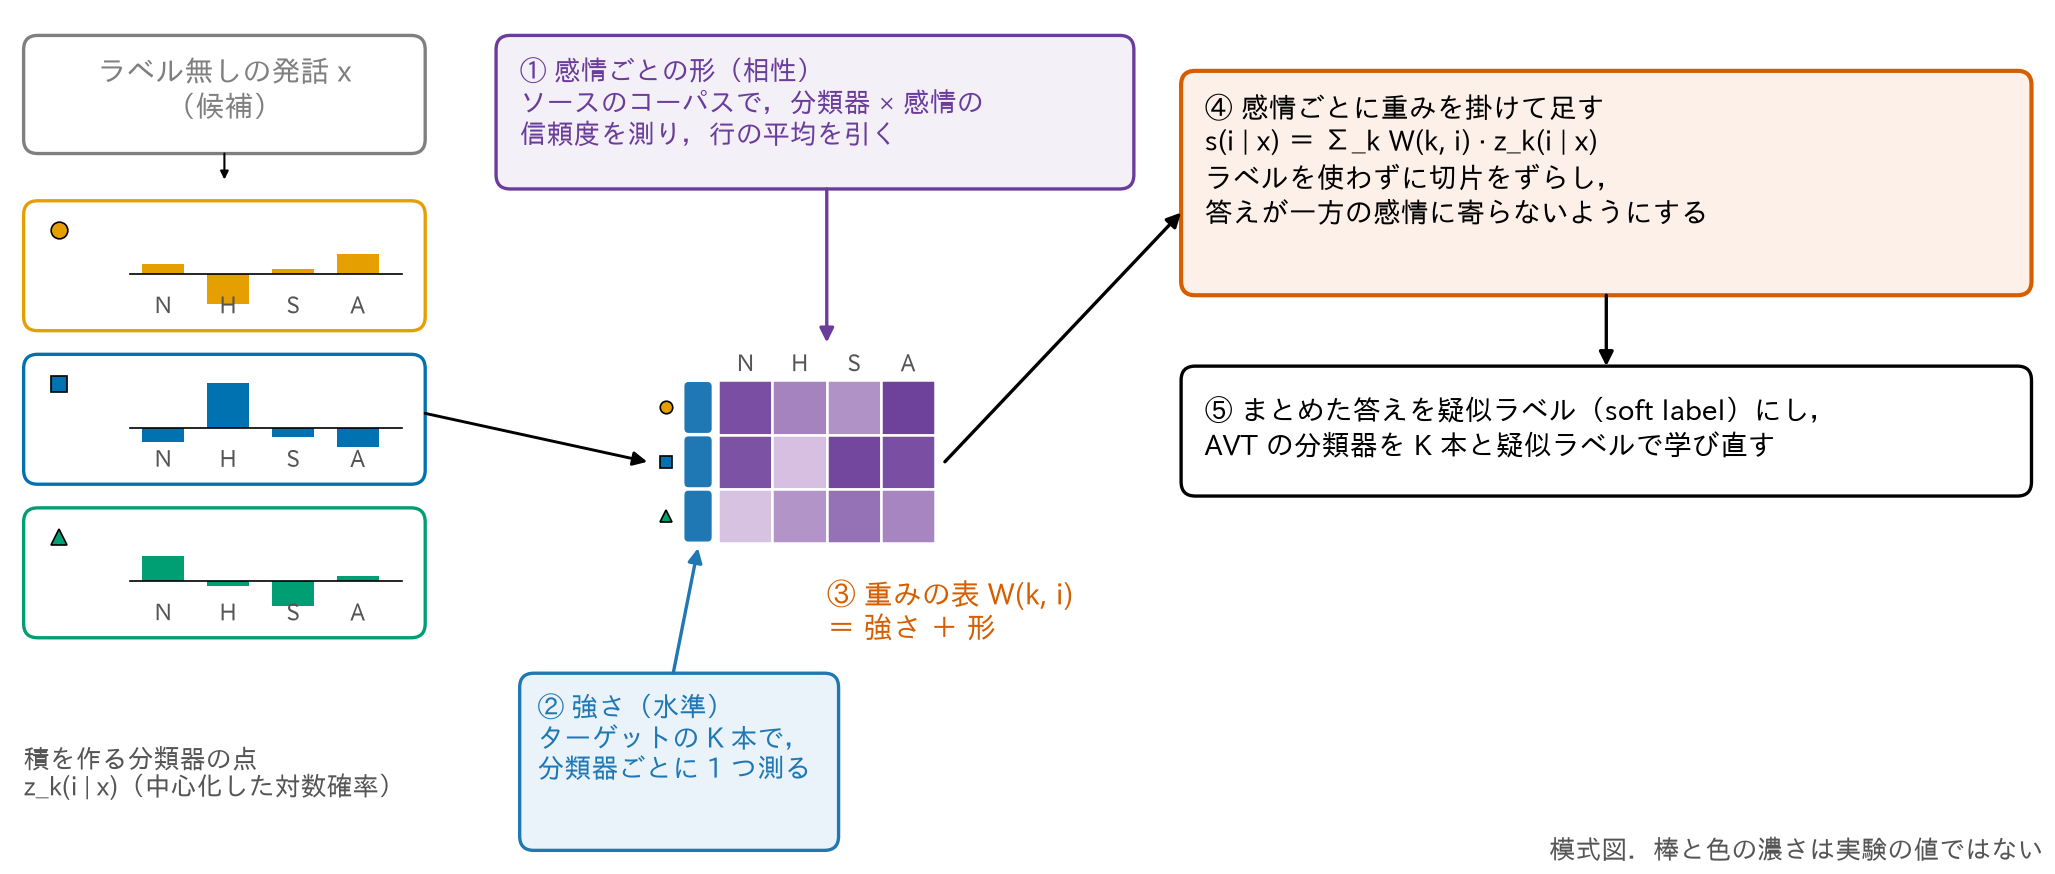 ラベル無しの発話 x
（候補）
N H S A
N H S A
N H S A
積を作る分類器の点
z_k(i | x)（中心化した対数確率）
① 感情ごとの形（相性）
ソースのコーパスで，分類器 × 感情の
信頼度を測り，行の平均を引く
N H S A
③ 重みの表 W(k, i)
＝ 強さ ＋ 形
② 強さ（水準）
ターゲットの K 本で，
分類器ごとに 1 つ測る
④ 感情ごとに重みを掛けて足す
s(i | x) ＝ Σ_k W(k, i) · z_k(i | x)
ラベルを使わずに切片をずらし，
答えが一方の感情に寄らないようにする
⑤ まとめた答えを疑似ラベル（soft label）にし，
AVT の分類器を K 本と疑似ラベルで学び直す
模式図．棒と色の濃さは実験の値ではない